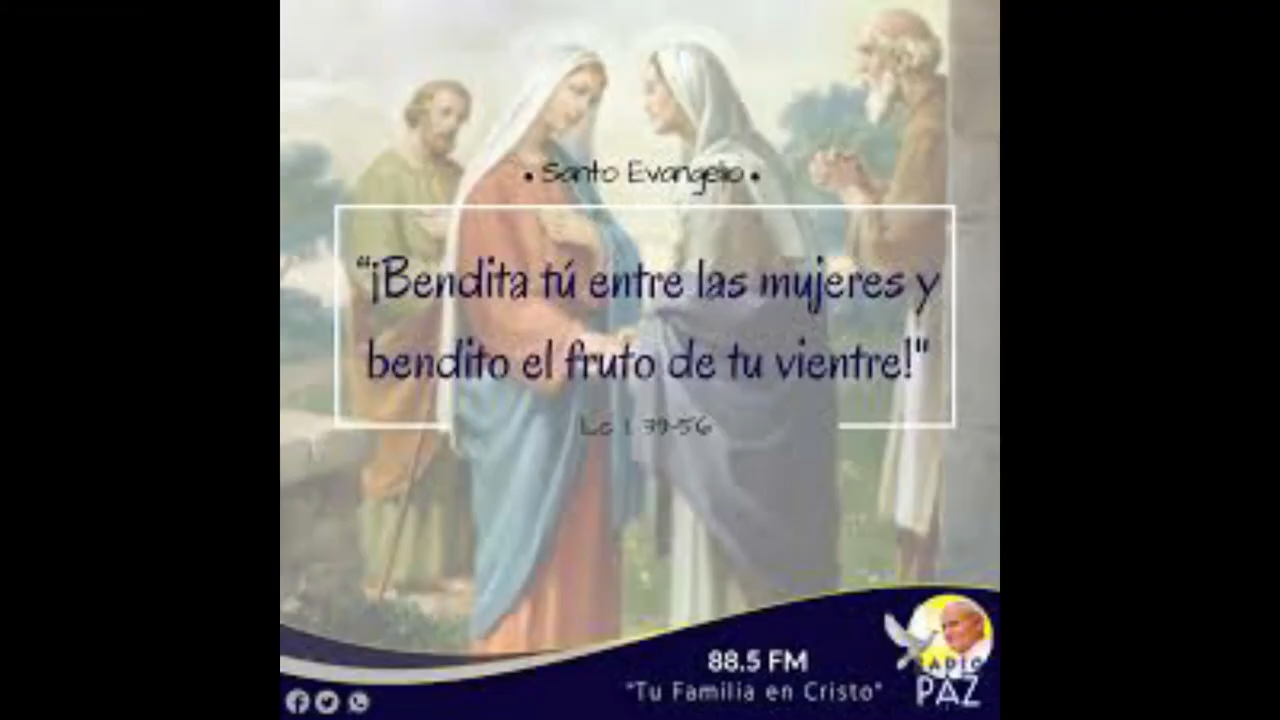 • Santo Evangelio •
"¡Bendita tú entre las mujeres y
bendito el fruto de tu vientre!"
Lc 1 39-56
88.5 FM
"Tu Familia en Cristo"
RADIO
PAZ